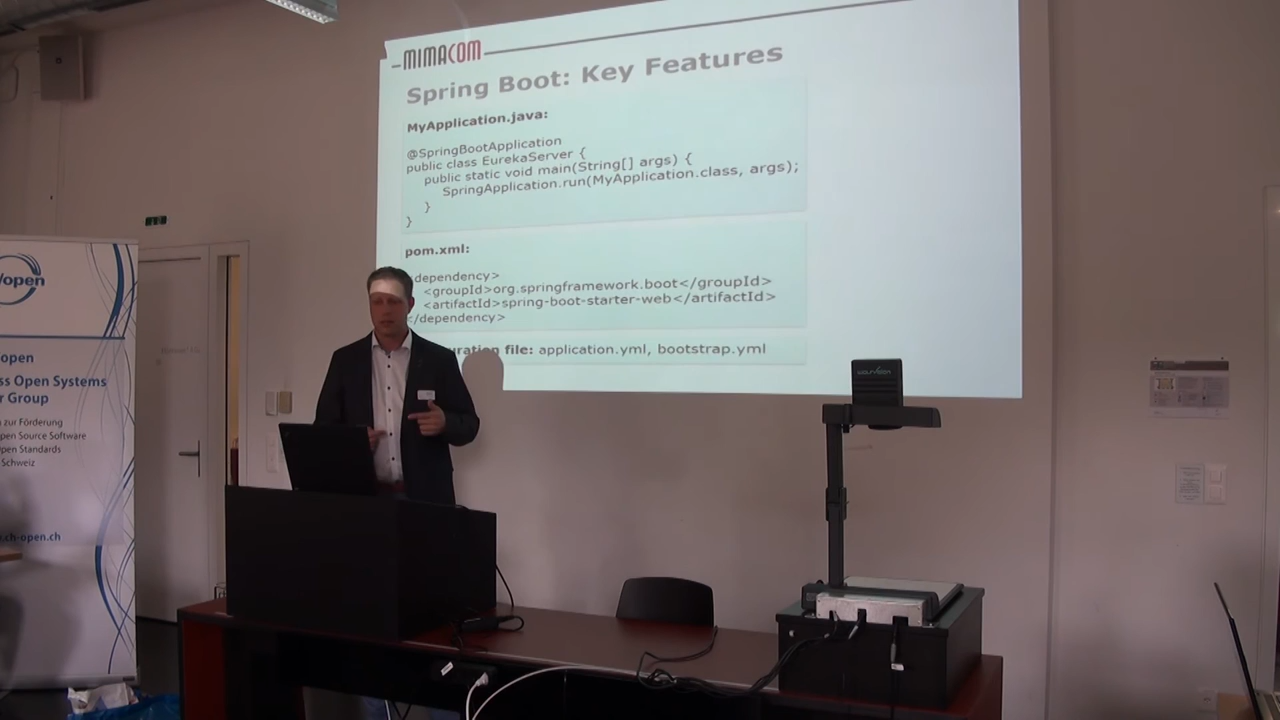 MIMACOM
Spring Boot: Key Features
MyApplication.java:
@SpringBootApplication
public class EurekaServer {
public static void main(String[] args) {
SpringApplication.run(MyApplication.class, args);
}
}
pom.xml:
dependency>
<groupId>org.springframework.boot</groupId>
<artifactId>spring-boot-starter-web</artifactId>
</dependency>
uration file: application.yml, bootstrap.yml
/open
open
ss Open Systems
r Group
zur Förderung
pen Source Software
pen Standards
Schweiz
.ch-open.ch
WOLFVISION